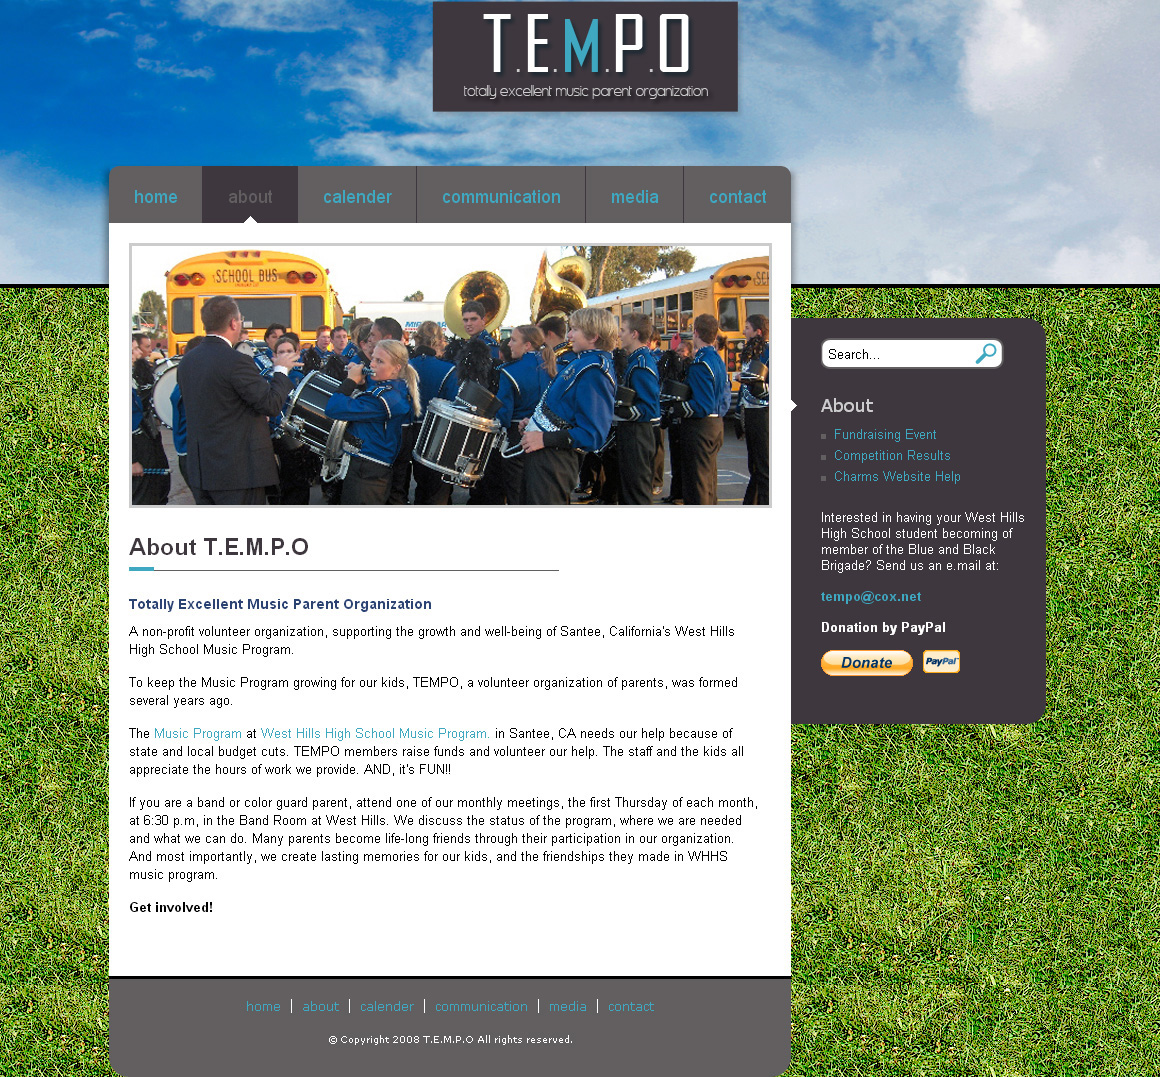 T.E.M.P.O
totally excellent music parent organization
home about calender communication media contact
SCHOOL BUS
Search...
About
Fundraising Event
Competition Results
Charms Website Help
Interested in having your West Hills
High School student becoming of
member of the Blue and Black
Brigade? Send us an e.mail at:
tempo@cox.net
Donation by PayPal
Donate PayPal
About T.E.M.P.O
Totally Excellent Music Parent Organization
A non-profit volunteer organization, supporting the growth and well-being of Santee, California's West Hills
High School Music Program.
To keep the Music Program growing for our kids, TEMPO, a volunteer organization of parents, was formed
several years ago.
The Music Program at West Hills High School Music Program. in Santee, CA needs our help because of
state and local budget cuts. TEMPO members raise funds and volunteer our help. The staff and the kids all
appreciate the hours of work we provide. AND, it's FUN!!
If you are a band or color guard parent, attend one of our monthly meetings, the first Thursday of each month,
at 6:30 p.m, in the Band Room at West Hills. We discuss the status of the program, where we are needed
and what we can do. Many parents become life-long friends through their participation in our organization.
And most importantly, we create lasting memories for our kids, and the friendships they made in WHHS
music program.
Get involved!
home | about | calender | communication | media | contact
© Copyright 2008 T.E.M.P.O All rights reserved.